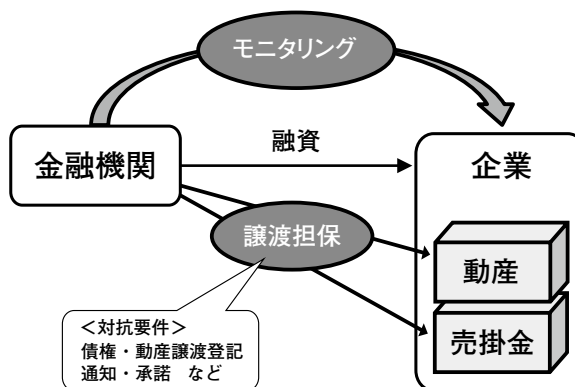 モニタリング
金融機関
融資
企業
譲渡担保
動産
売掛金
＜対抗要件＞
債権・動産譲渡登記
通知・承諾　など